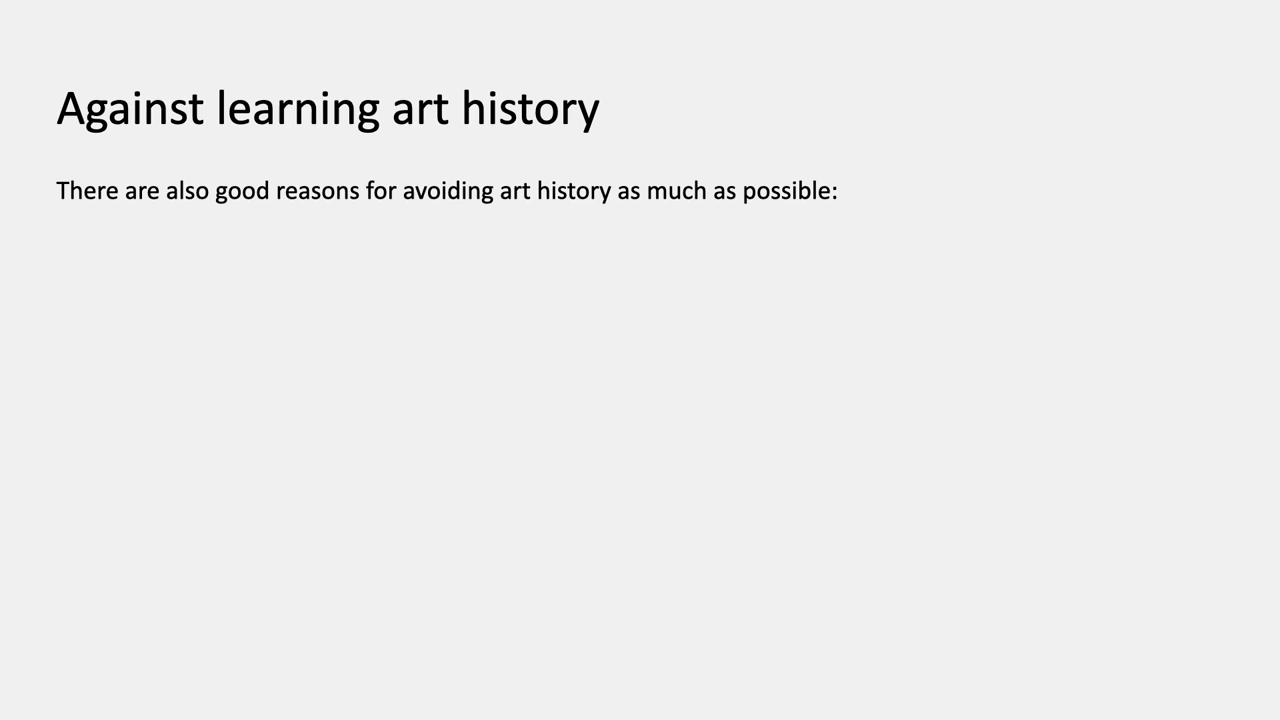 Against learning art history
There are also good reasons for avoiding art history as much as possible: